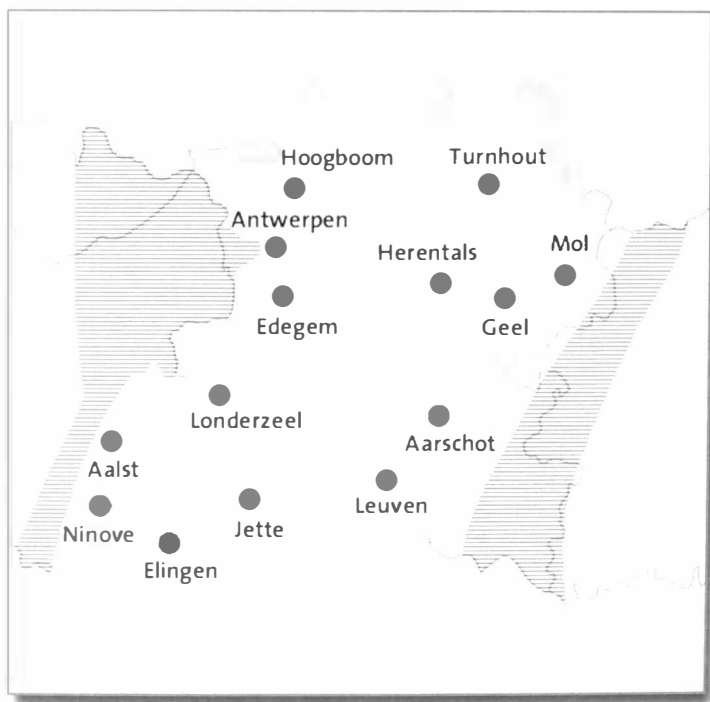 Hoogboom
Turnhout
Antwerpen
Herentals
Mol
Edegem
Geel
Londerzeel
Aarschot
Aalst
Leuven
Ninove
Jette
Elingen